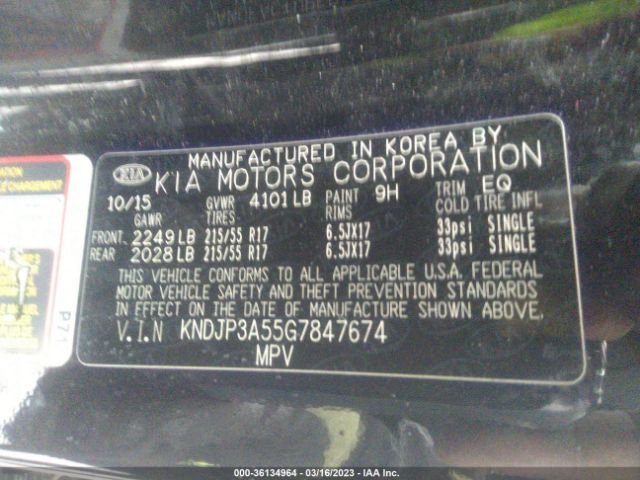 MANUFACTURED IN KOREA BY
KIA KIA MOTORS CORPORATION
10/15 GVWR 4101 LB PAINT 9H TRIM EQ
GAWR TIRES RIMS COLD TIRE INFL
FRONT 2249 LB 215/55 R17 6.5JX17 33psi SINGLE
REAR 2028 LB 215/55 R17 6.5JX17 33psi SINGLE
THIS VEHICLE CONFORMS TO ALL APPLICABLE U.S.A. FEDERAL
MOTOR VEHICLE SAFETY AND THEFT PREVENTION STANDARDS
IN EFFECT ON THE DATE OF MANUFACTURE SHOWN ABOVE.
V.I.N KNDJP3A55G7847674
MPV
P71
000-36134964 - 03/16/2023 - IAA Inc.